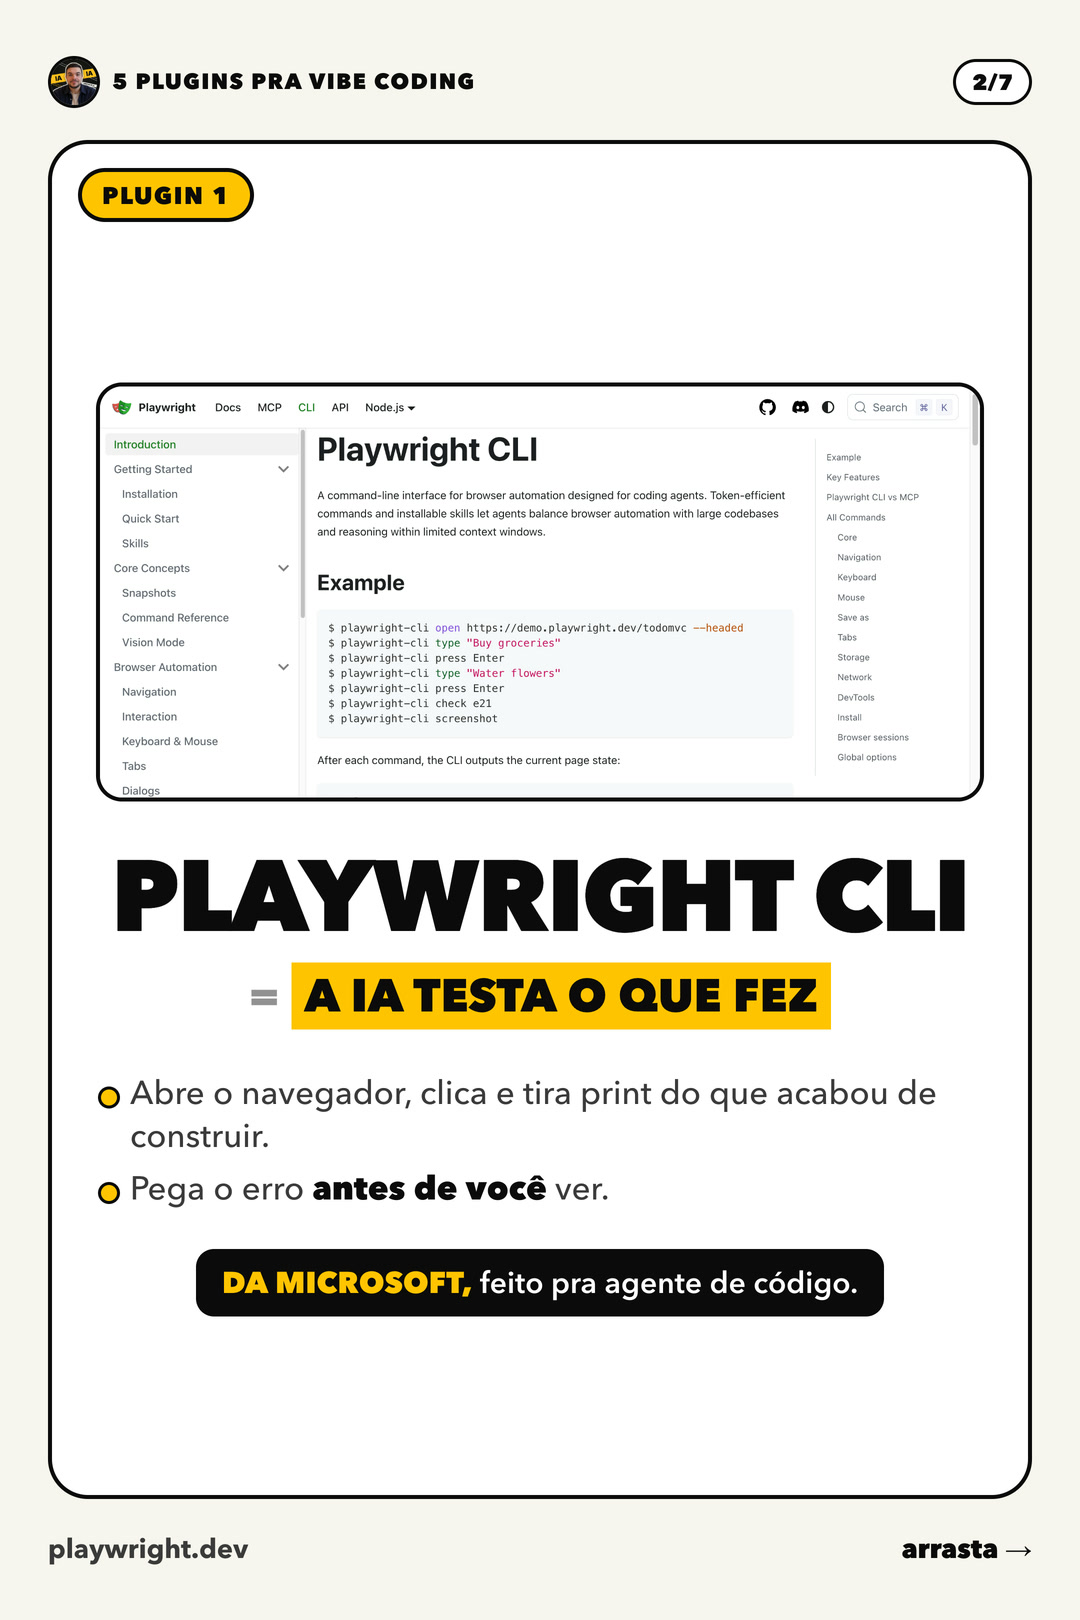 IA IA
5 PLUGINS PRA VIBE CODING
2/7
PLUGIN 1
Playwright Docs MCP CLI API Node.js
Search ⌘ K
Introduction
Getting Started
Installation
Quick Start
Skills
Core Concepts
Snapshots
Command Reference
Vision Mode
Browser Automation
Navigation
Interaction
Keyboard & Mouse
Tabs
Dialogs
Playwright CLI
A command-line interface for browser automation designed for coding agents. Token-efficient
commands and installable skills let agents balance browser automation with large codebases
and reasoning within limited context windows.
Example
$ playwright-cli open https://demo.playwright.dev/todomvc --headed
$ playwright-cli type "Buy groceries"
$ playwright-cli press Enter
$ playwright-cli type "Water flowers"
$ playwright-cli press Enter
$ playwright-cli check e21
$ playwright-cli screenshot
After each command, the CLI outputs the current page state:
Example
Key Features
Playwright CLI vs MCP
All Commands
Core
Navigation
Keyboard
Mouse
Save as
Tabs
Storage
Network
DevTools
Install
Browser sessions
Global options
PLAYWRIGHT CLI
= A IA TESTA O QUE FEZ
Abre o navegador, clica e tira print do que acabou de
construir.
Pega o erro antes de você ver.
DA MICROSOFT, feito pra agente de código.
playwright.dev
arrasta →